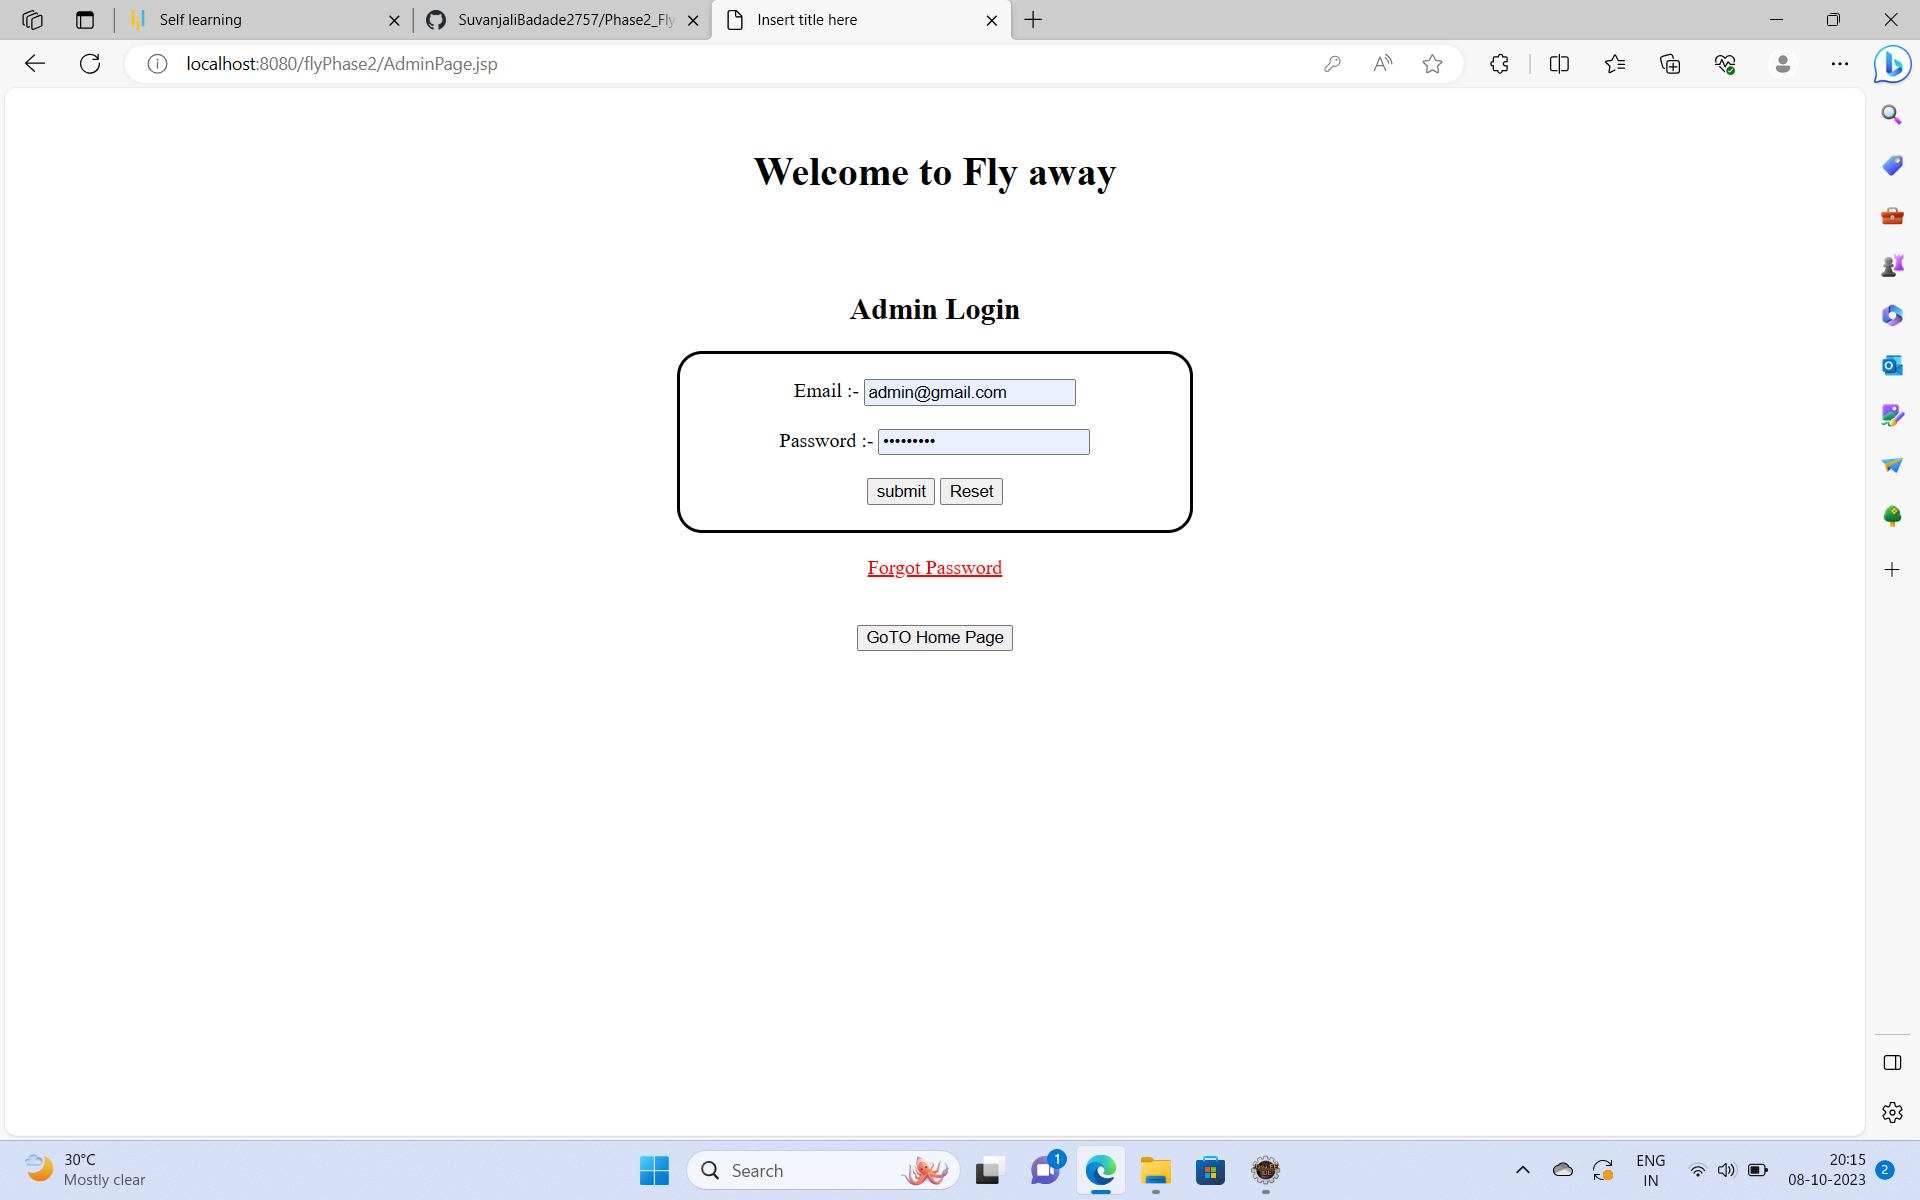 Self learning
SuvanjaliBadade2757/Phase2_Fly
Insert title here
localhost:8080/flyPhase2/AdminPage.jsp
Welcome to Fly away
Admin Login
Email :- admin@gmail.com
Password :- •••••••••
submit Reset
Forgot Password
GoTO Home Page
30°C
Mostly clear
Search
1
ENG
IN
20:15
08-10-2023
2